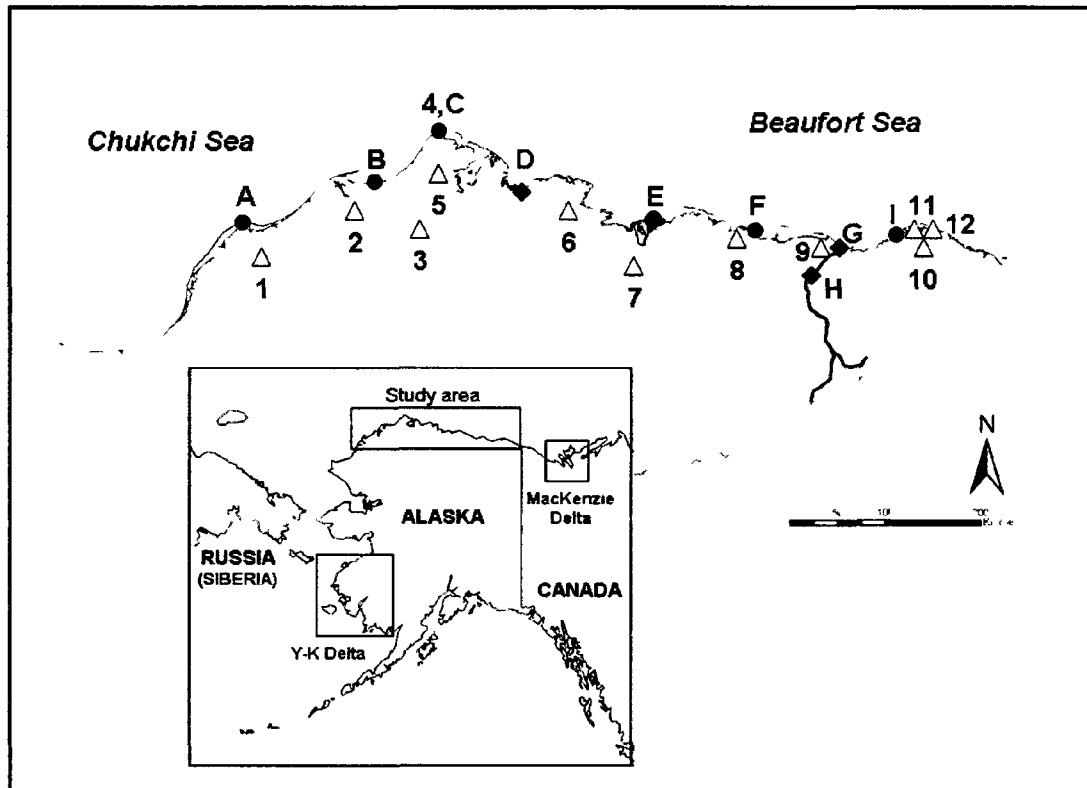 4,C
Beaufort Sea
Chukchi Sea
B
D
A
5
E
F
I
11
12
G
2
3
6
8
9
10
1
7
H
Study area
N
MacKenzie
Delta
ALASKA
RUSSIA
(SIBERIA)
CANADA
Y-K Delta